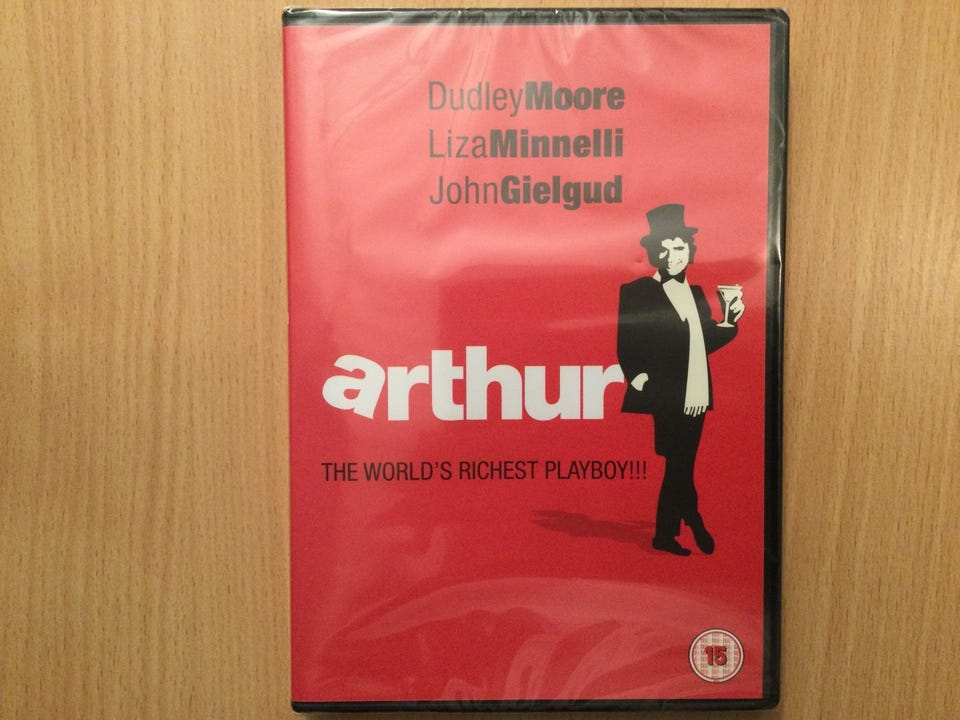 DudleyMoore
LizaMinnelli
JohnGielgud
arthur
THE WORLD'S RICHEST PLAYBOY!!!
15